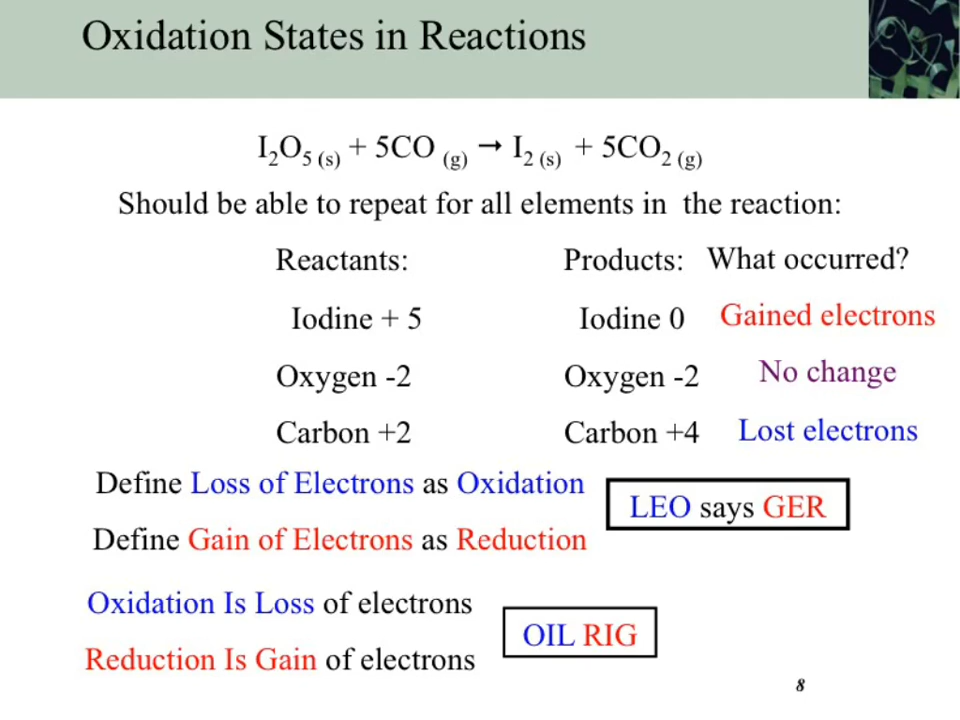 Oxidation States in Reactions
I₂O₅ (s) + 5CO (g) → I₂ (s) + 5CO₂ (g)
Should be able to repeat for all elements in the reaction:
Reactants: Products: What occurred?
Iodine + 5 Iodine 0 Gained electrons
Oxygen -2 Oxygen -2 No change
Carbon +2 Carbon +4 Lost electrons
Define Loss of Electrons as Oxidation
LEO says GER
Define Gain of Electrons as Reduction
Oxidation Is Loss of electrons
OIL RIG
Reduction Is Gain of electrons
8